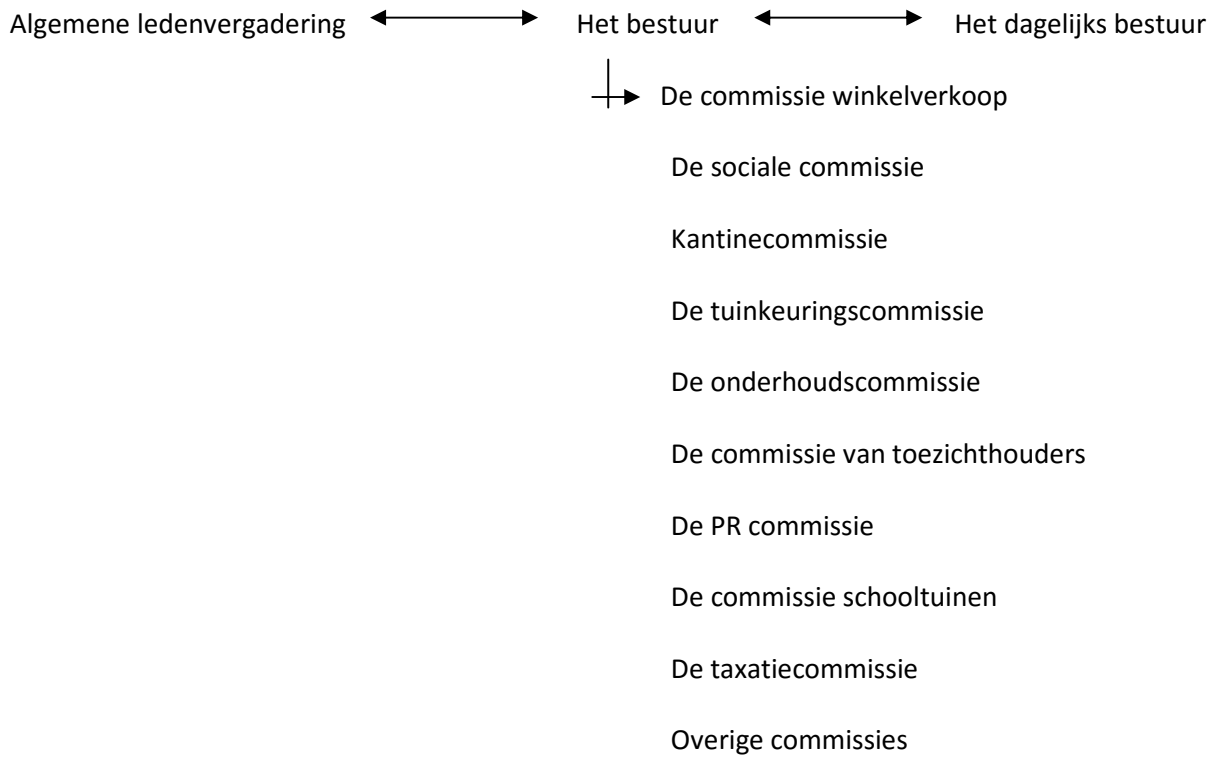 Algemene ledenvergadering Het bestuur Het dagelijks bestuur
De commissie winkelverkoop
De sociale commissie
Kantinecommissie
De tuinkeuringscommissie
De onderhoudscommissie
De commissie van toezichthouders
De PR commissie
De commissie schooltuinen
De taxatiecommissie
Overige commissies